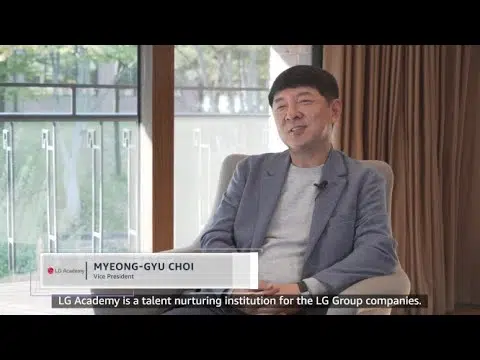 LG Academy
MYEONG-GYU CHOI
Vice President
LG Academy is a talent nurturing institution for the LG Group companies.